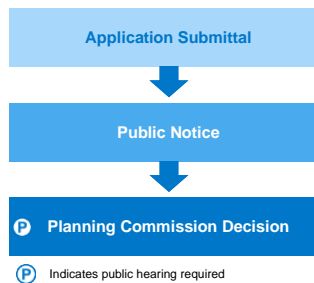 Application Submittal
Public Notice
P Planning Commission Decision
P Indicates public hearing required